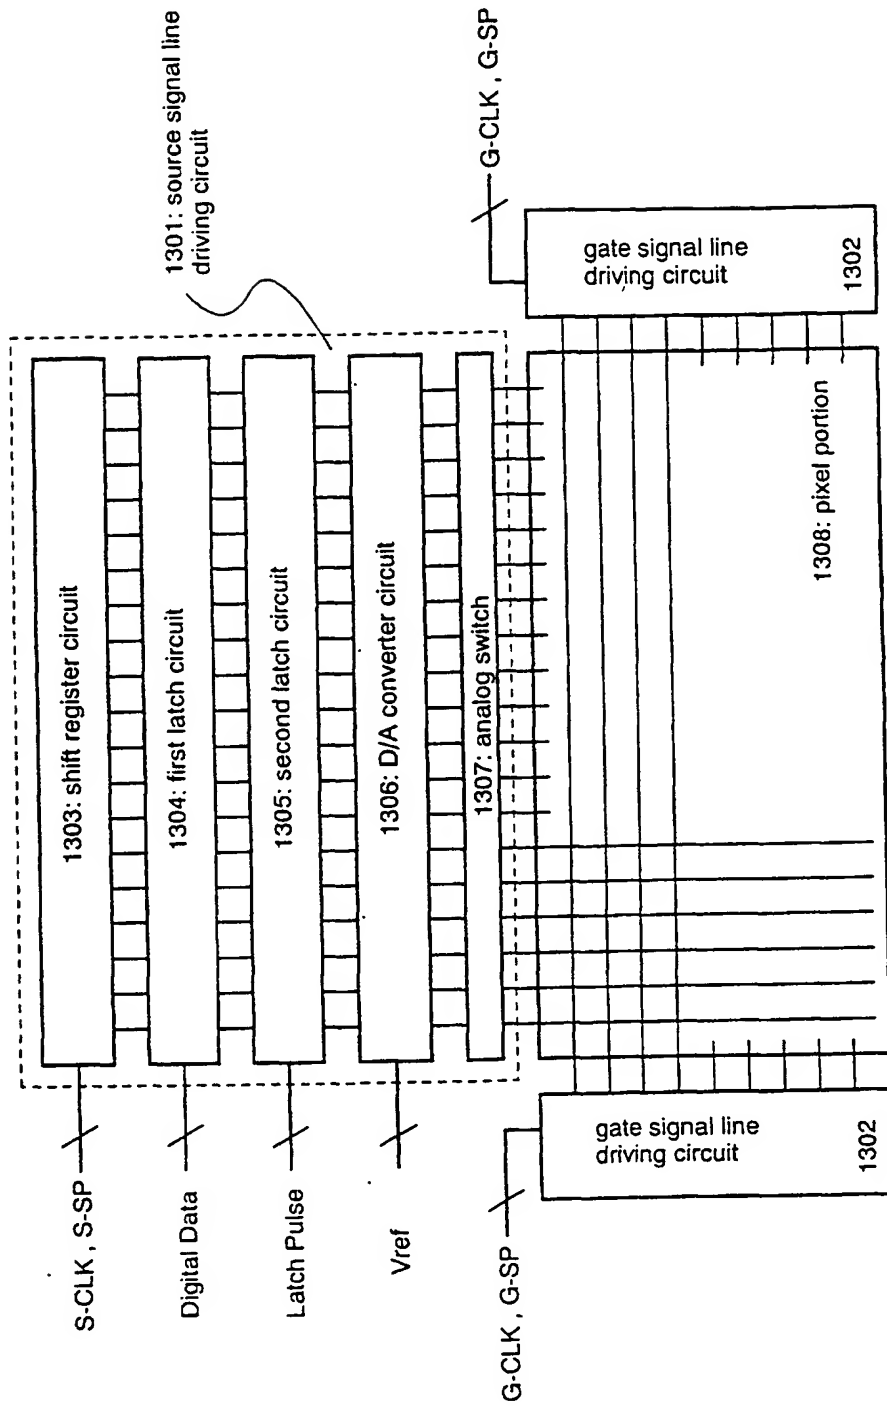 1301: source signal line
driving circuit
S-CLK , S-SP
1303: shift register circuit
Digital Data
1304: first latch circuit
Latch Pulse
1305: second latch circuit
Vref
1306: D/A converter circuit
1307: analog switch
G-CLK , G-SP
G-CLK , G-SP
gate signal line
driving circuit
1302
1308: pixel portion
gate signal line
driving circuit
1302